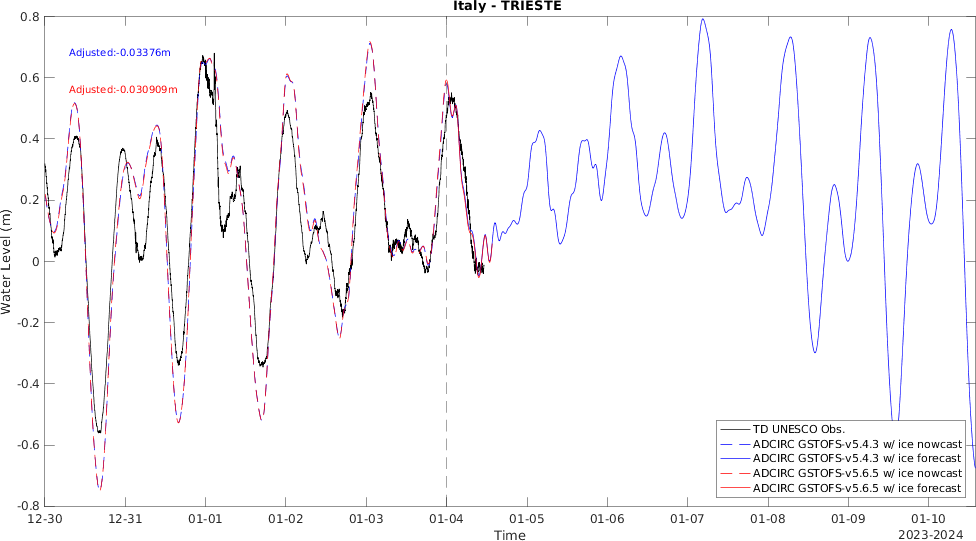 Italy - TRIESTE
Adjusted:-0.03376m
Adjusted:-0.030909m
Water Level (m)
0.8
0.6
0.4
0.2
0
-0.2
-0.4
-0.6
-0.8
TD UNESCO Obs.
ADCIRC GSTOFS-v5.4.3 w/ ice nowcast
ADCIRC GSTOFS-v5.4.3 w/ ice forecast
ADCIRC GSTOFS-v5.6.5 w/ ice nowcast
ADCIRC GSTOFS-v5.6.5 w/ ice forecast
12-30 12-31 01-01 01-02 01-03 01-04 01-05 01-06 01-07 01-08 01-09 01-10
Time
2023-2024